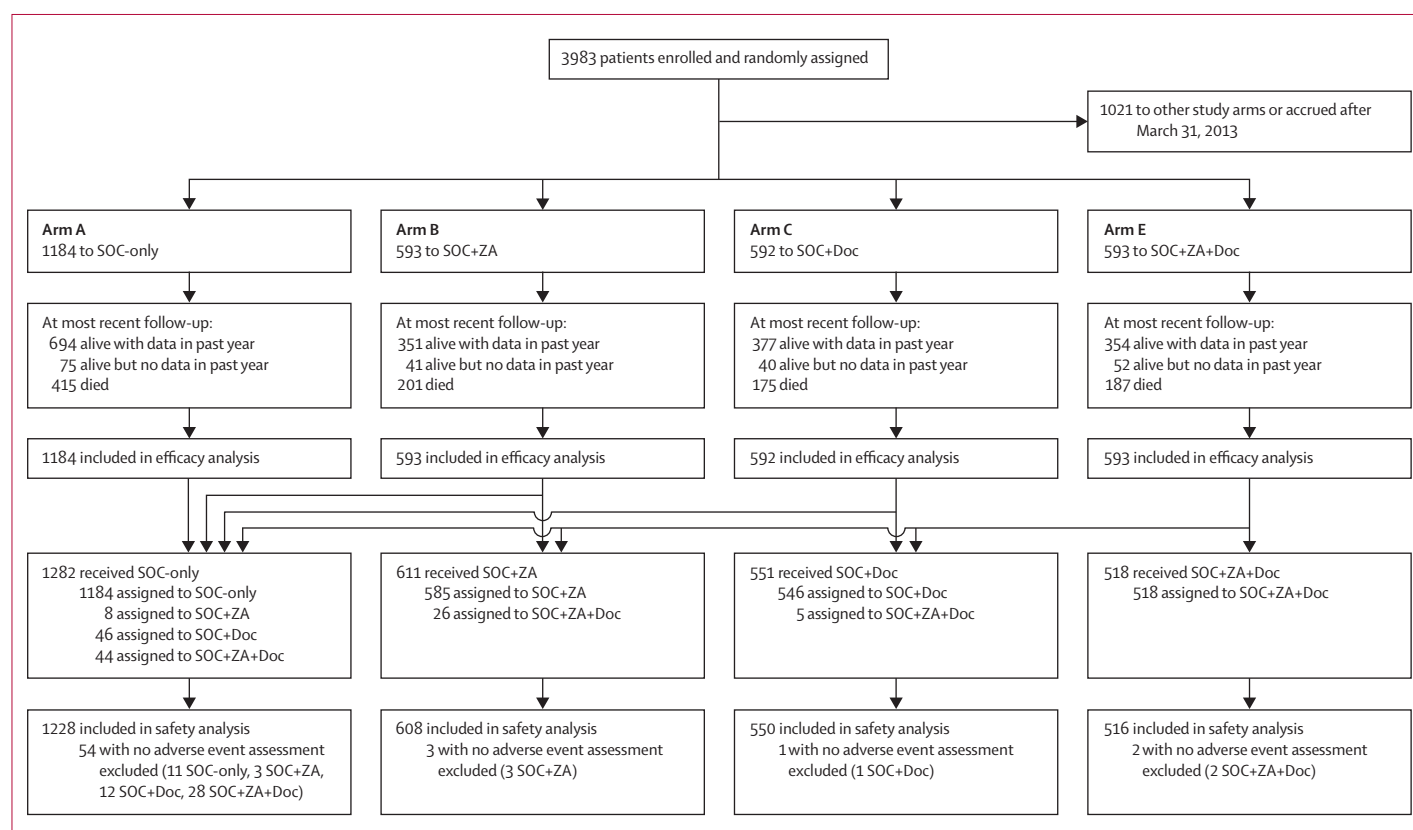 3983 patients enrolled and randomly assigned
1021 to other study arms or accrued after
March 31, 2013
Arm A
1184 to SOC-only
Arm B
593 to SOC+ZA
Arm C
592 to SOC+Doc
Arm E
593 to SOC+ZA+Doc
At most recent follow-up:
694 alive with data in past year
75 alive but no data in past year
415 died
At most recent follow-up:
351 alive with data in past year
41 alive but no data in past year
201 died
At most recent follow-up:
377 alive with data in past year
40 alive but no data in past year
175 died
At most recent follow-up:
354 alive with data in past year
52 alive but no data in past year
187 died
1184 included in efficacy analysis
593 included in efficacy analysis
592 included in efficacy analysis
593 included in efficacy analysis
1282 received SOC-only
1184 assigned to SOC-only
8 assigned to SOC+ZA
46 assigned to SOC+Doc
44 assigned to SOC+ZA+Doc
611 received SOC+ZA
585 assigned to SOC+ZA
26 assigned to SOC+ZA+Doc
551 received SOC+Doc
546 assigned to SOC+Doc
5 assigned to SOC+ZA+Doc
518 received SOC+ZA+Doc
518 assigned to SOC+ZA+Doc
1228 included in safety analysis
54 with no adverse event assessment
excluded (11 SOC-only, 3 SOC+ZA,
12 SOC+Doc, 28 SOC+ZA+Doc)
608 included in safety analysis
3 with no adverse event assessment
excluded (3 SOC+ZA)
550 included in safety analysis
1 with no adverse event assessment
excluded (1 SOC+Doc)
516 included in safety analysis
2 with no adverse event assessment
excluded (2 SOC+ZA+Doc)